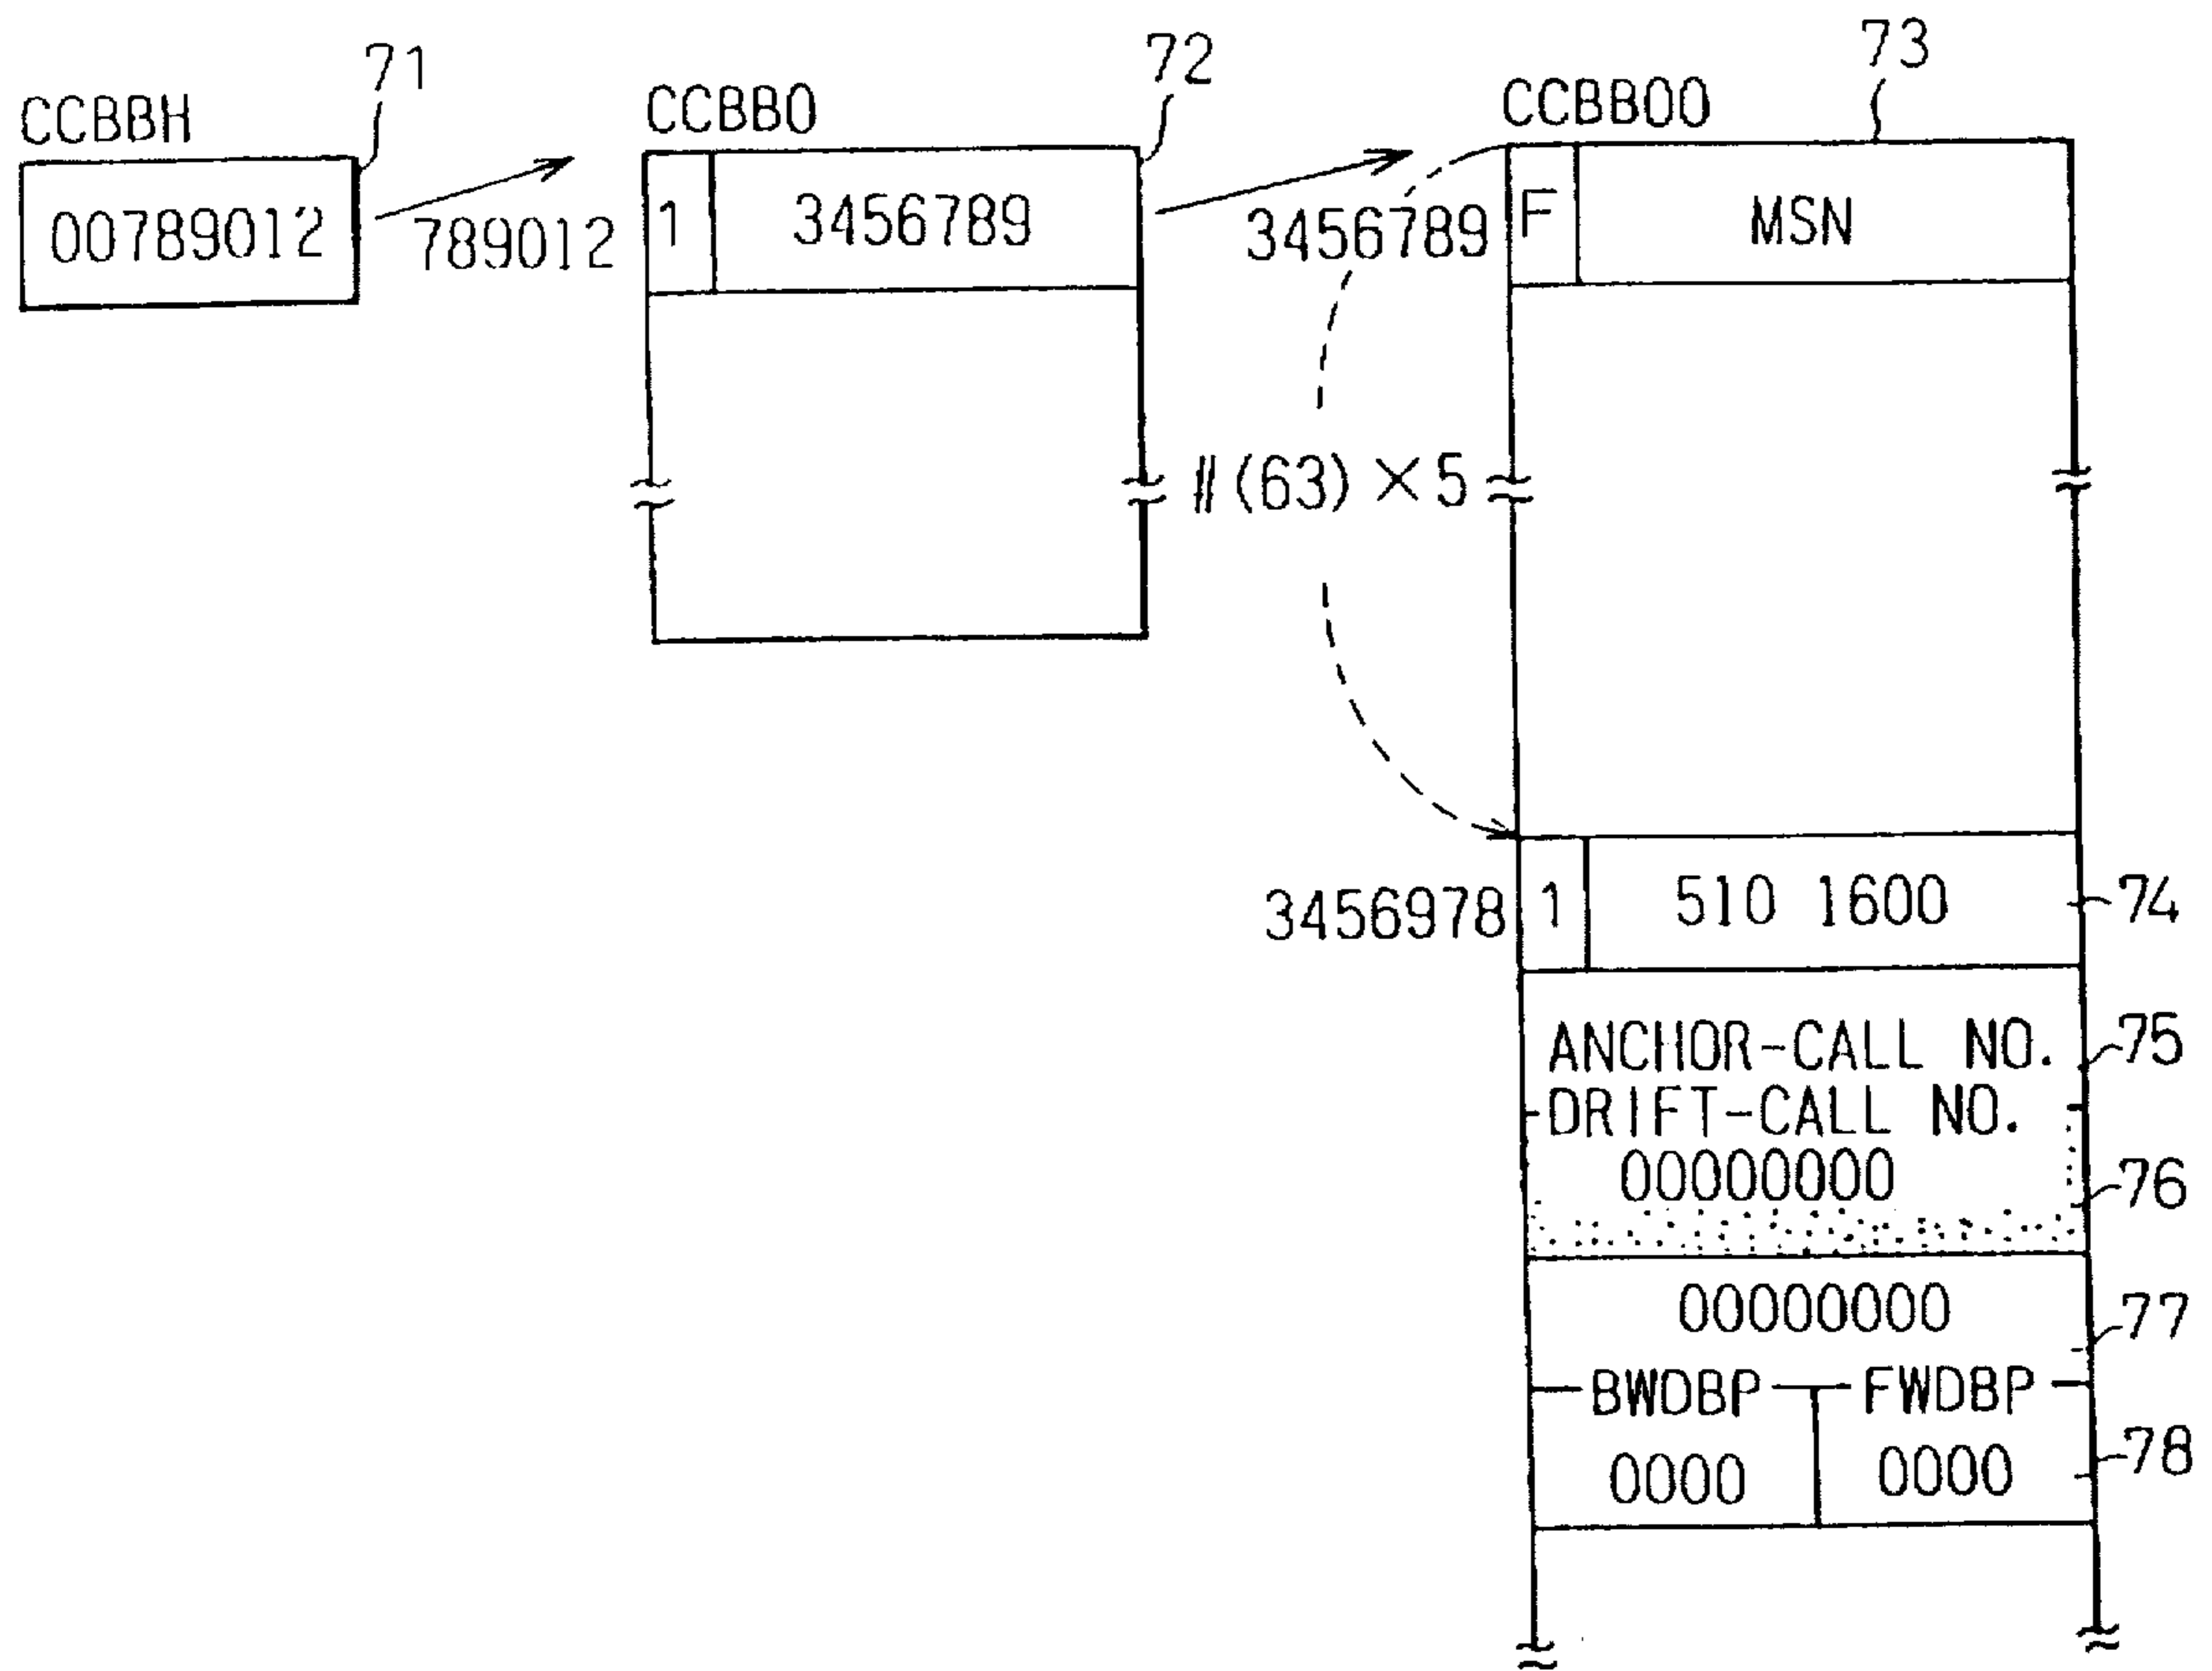 CCBBH
71
00789012
789012
CCBB0
72
1
3456789
3456789
CCBB00
73
F
MSN
#(63)×5
3456978
1
510 1600
74
ANCHOR-CALL NO.
75
DRIFT-CALL NO.
00000000
76
00000000
77
BWDBP
FWDBP
0000
0000
78